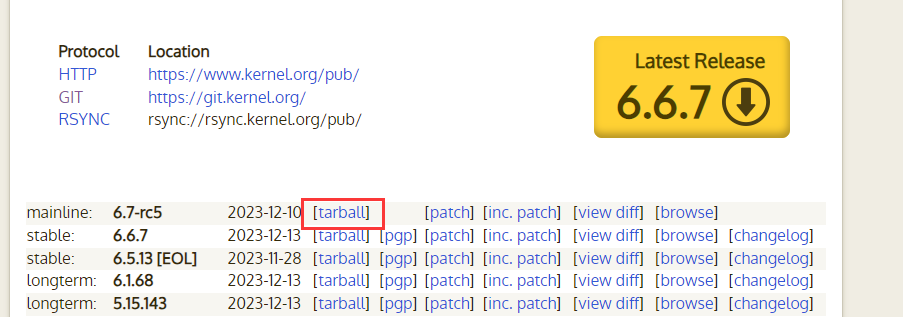 Protocol Location
HTTP https://www.kernel.org/pub/
GIT https://git.kernel.org/
RSYNC rsync://rsync.kernel.org/pub/
Latest Release
6.6.7
mainline: 6.7-rc5 2023-12-10 [tarball] [patch] [inc. patch] [view diff] [browse]
stable: 6.6.7 2023-12-13 [tarball] [pgp] [patch] [inc. patch] [view diff] [browse] [changelog]
stable: 6.5.13 [EOL] 2023-11-28 [tarball] [pgp] [patch] [inc. patch] [view diff] [browse] [changelog]
longterm: 6.1.68 2023-12-13 [tarball] [pgp] [patch] [inc. patch] [view diff] [browse] [changelog]
longterm: 5.15.143 2023-12-13 [tarball] [pgp] [patch] [inc. patch] [view diff] [browse] [changelog]